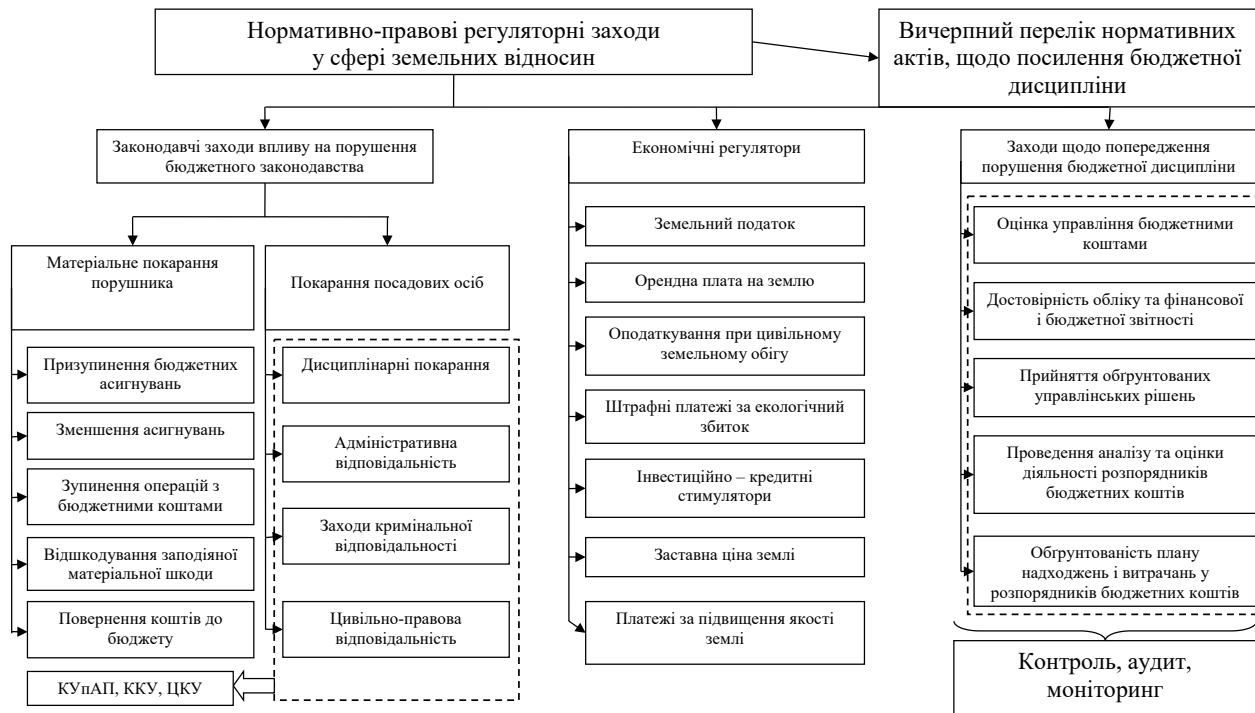 Нормативно-правові регуляторні заходи
у сфері земельних відносин
Вичерпний перелік нормативних
актів, щодо посилення бюджетної
дисципліни
Законодавчі заходи впливу на порушення
бюджетного законодавства
Економічні регулятори
Заходи щодо попередження
порушення бюджетної дисципліни
Матеріальне покарання
порушника
Покарання посадових осіб
Призупинення бюджетних
асигнувань
Зменшення асигнувань
Зупинення операцій з
бюджетними коштами
Відшкодування заподіяної
матеріальної шкоди
Повернення коштів до
бюджету
Дисциплінарні покарання
Адміністративна
відповідальність
Заходи кримінальної
відповідальності
Цивільно-правова
відповідальність
КУпАП, ККУ, ЦКУ
Земельний податок
Орендна плата на землю
Оподаткування при цивільному
земельному обігу
Штрафні платежі за екологічний
збиток
Інвестиційно – кредитні
стимулятори
Заставна ціна землі
Платежі за підвищення якості
землі
Оцінка управління бюджетними
коштами
Достовірність обліку та фінансової
і бюджетної звітності
Прийняття обґрунтованих
управлінських рішень
Проведення аналізу та оцінки
діяльності розпорядників
бюджетних коштів
Обґрунтованість плану
надходжень і витрачань у
розпорядників бюджетних коштів
Контроль, аудит,
моніторинг